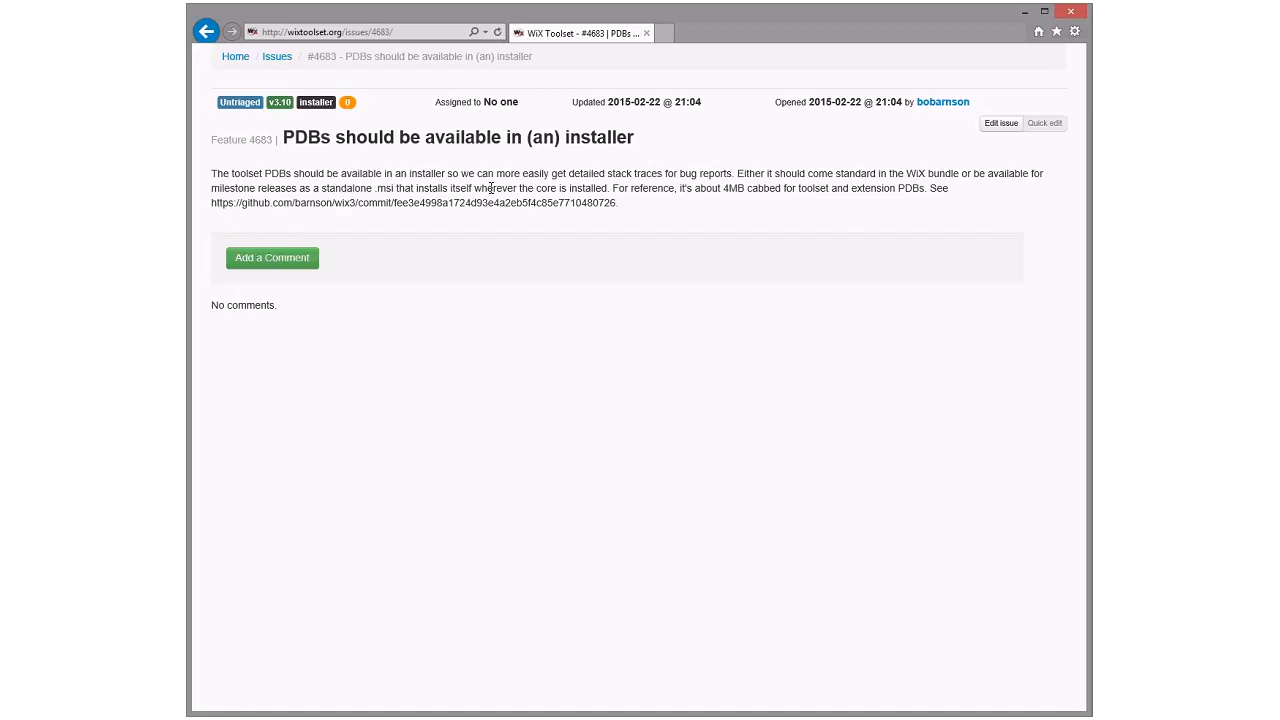 http://wixtoolset.org/issues/4683/
WiX Toolset - #4683 | PDBs ...
Home / Issues / #4683 - PDBs should be available in (an) installer
Untriaged v3.10 installer 0 Assigned to No one Updated 2015-02-22 @ 21:04 Opened 2015-02-22 @ 21:04 by bobarnson
Edit issue Quick edit
Feature 4683 | PDBs should be available in (an) installer
The toolset PDBs should be available in an installer so we can more easily get detailed stack traces for bug reports. Either it should come standard in the WiX bundle or be available for
milestone releases as a standalone .msi that installs itself wherever the core is installed. For reference, it's about 4MB cabbed for toolset and extension PDBs. See
https://github.com/barnson/wix3/commit/fee3e4998a1724d93e4a2eb5f4c85e7710480726.
Add a Comment
No comments.